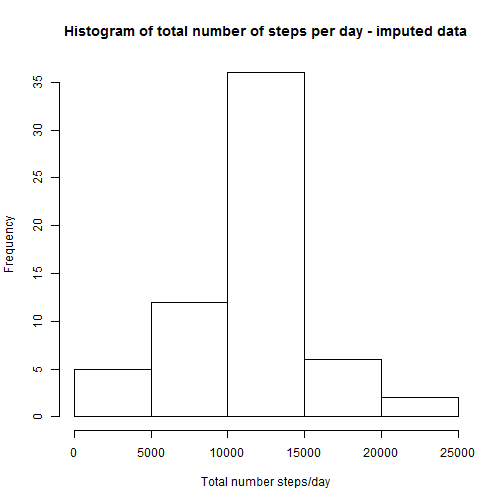 Histogram of total number of steps per day - imputed data
35
30
25
20
15
10
5
0
Frequency
0 5000 10000 15000 20000 25000
Total number steps/day